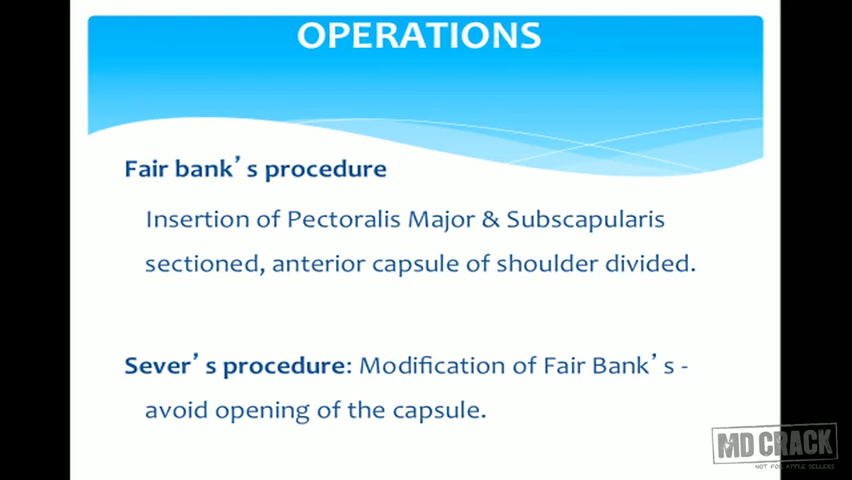 OPERATIONS
Fair bank’s procedure
Insertion of Pectoralis Major & Subscapularis
sectioned, anterior capsule of shoulder divided.
Sever’s procedure: Modification of Fair Bank’s -
avoid opening of the capsule.
MD CRACK
NOT FOR APPLE SELLERS